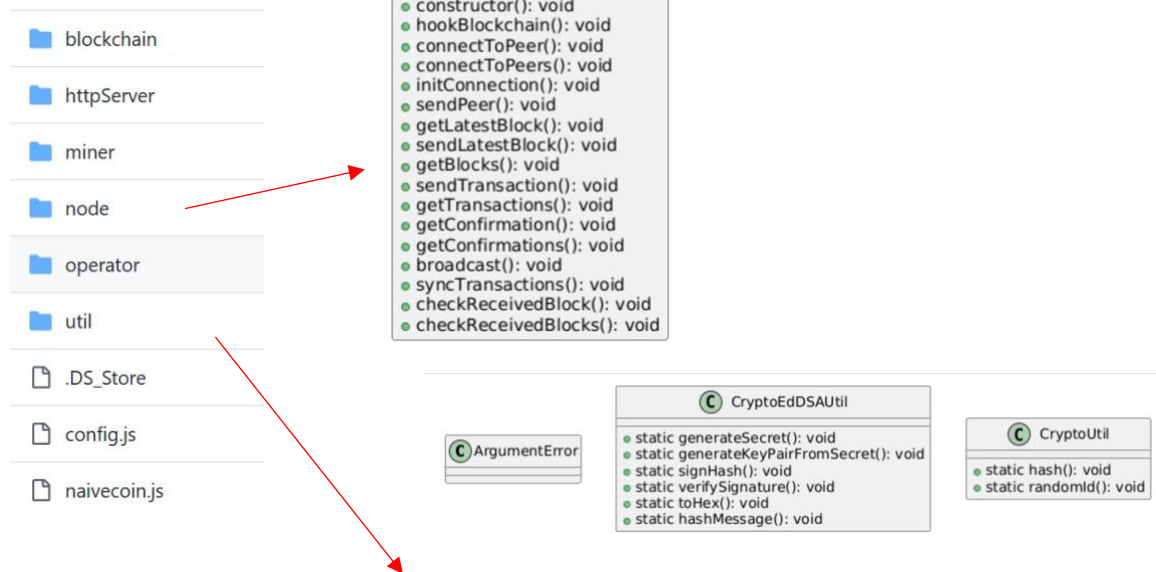 blockchain
httpServer
miner
node
operator
util
.DS_Store
config.js
naivecoin.js
constructor(): void
hookBlockchain(): void
connectToPeer(): void
connectToPeers(): void
initConnection(): void
sendPeer(): void
getLatestBlock(): void
sendLatestBlock(): void
getBlocks(): void
sendTransaction(): void
getTransactions(): void
getConfirmation(): void
getConfirmations(): void
broadcast(): void
syncTransactions(): void
checkReceivedBlock(): void
checkReceivedBlocks(): void
C ArgumentError
C CryptoEdDSAUtil
static generateSecret(): void
static generateKeyPairFromSecret(): void
static signHash(): void
static verifySignature(): void
static toHex(): void
static hashMessage(): void
C CryptoUtil
static hash(): void
static randomId(): void